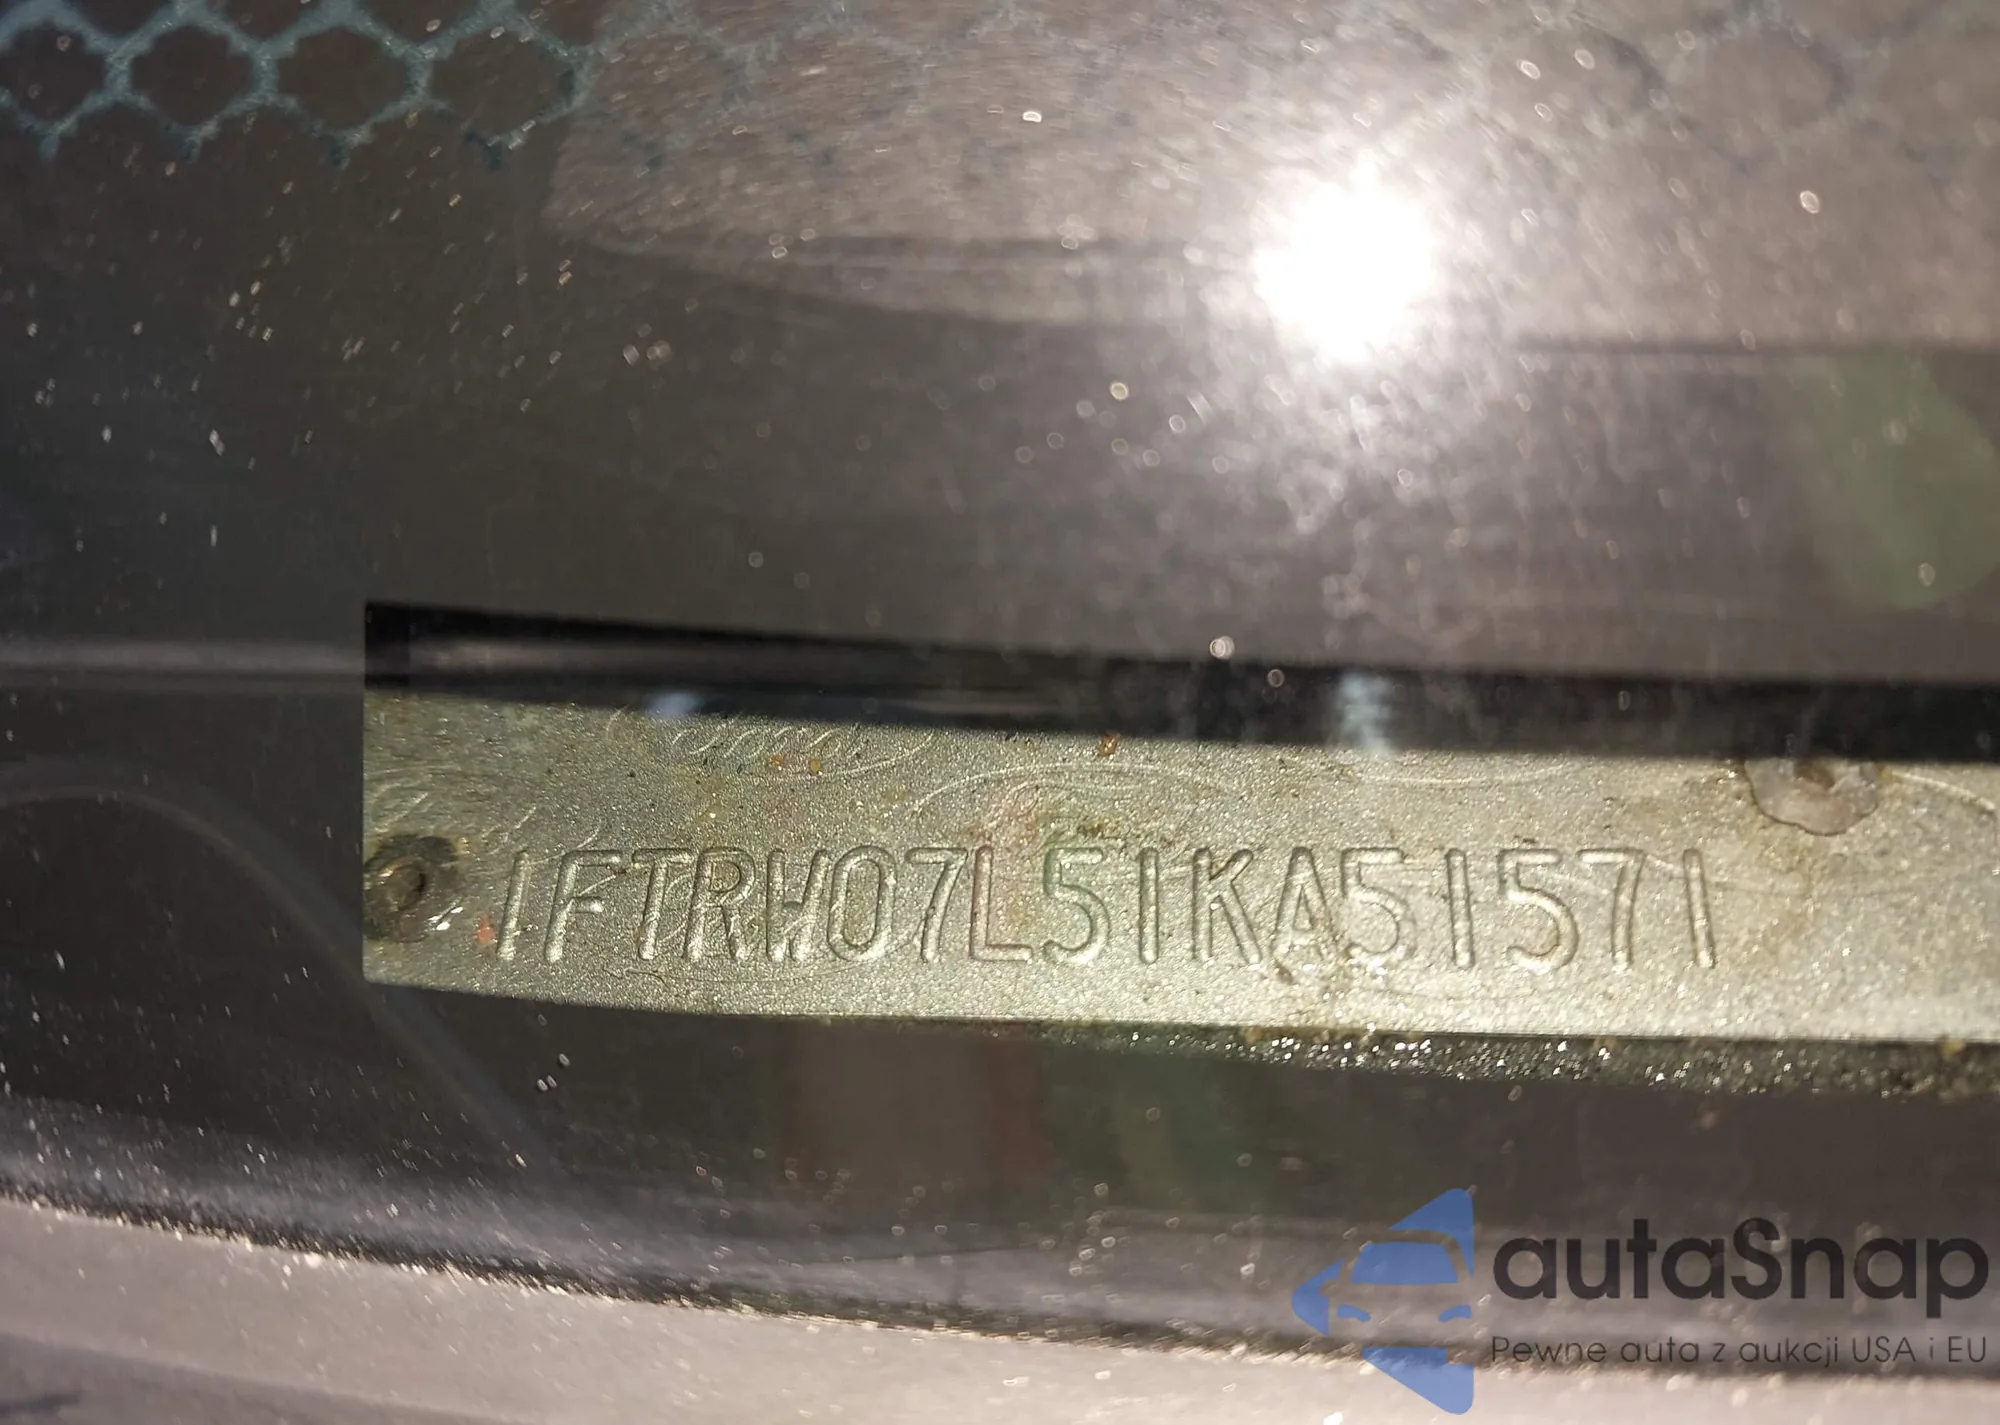 1FTRW07L51KA51571
autaSnap
Pewne auta z aukcji USA i EU